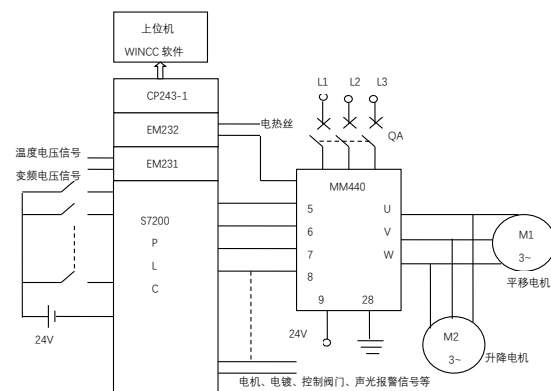 上位机
WINCC 软件
CP243-1
EM232
EM231
S7200
P
L
C
电热丝
温度电压信号
变频电压信号
24V
L1 L2 L3
QA
MM440
5
6
7
8
9 28
U
V
W
24V
M1
3~
平移电机
M2
3~
升降电机
电机、电镀、控制阀门、声光报警信号等